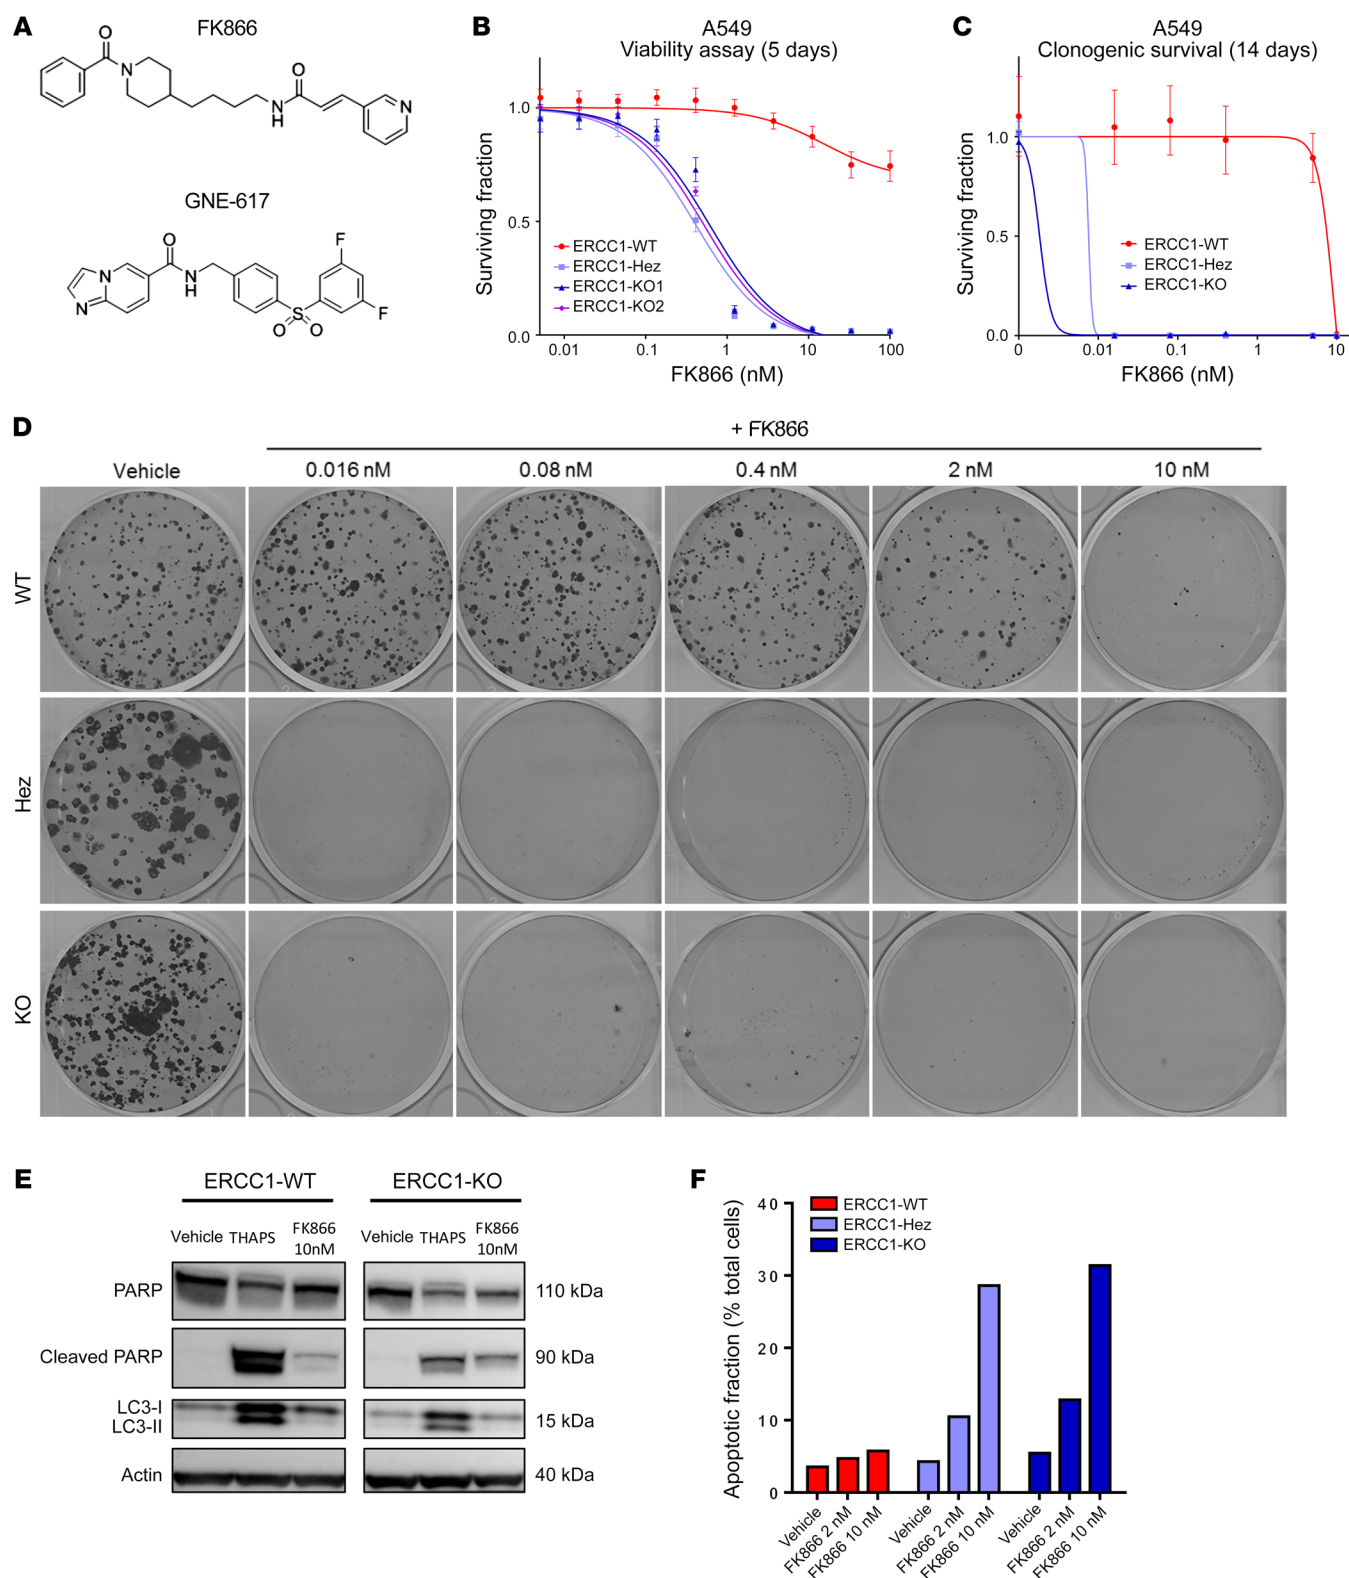 A
FK866
O
N
O
N
H
N
GNE-617
O
N
N
H
N
F
F
S
O O
B
A549
Viability assay (5 days)
Surviving fraction
1.0
0.5
0.0
ERCC1-WT
ERCC1-Hez
ERCC1-KO1
ERCC1-KO2
0.01 0.1 1 10 100
FK866 (nM)
C
A549
Clonogenic survival (14 days)
Surviving fraction
1.0
0.5
0.0
ERCC1-WT
ERCC1-Hez
ERCC1-KO
0 0.01 0.1 1 10
FK866 (nM)
D
+ FK866
Vehicle 0.016 nM 0.08 nM 0.4 nM 2 nM 10 nM
WT
Hez
KO
E
ERCC1-WT ERCC1-KO
Vehicle THAPS FK866 10nM Vehicle THAPS FK866 10nM
PARP 110 kDa
Cleaved PARP 90 kDa
LC3-I
LC3-II 15 kDa
Actin 40 kDa
F
Apoptotic fraction (% total cells)
40
30
20
10
0
ERCC1-WT
ERCC1-Hez
ERCC1-KO
Vehicle FK866 2 nM FK866 10 nM Vehicle FK866 2 nM FK866 10 nM Vehicle FK866 2 nM FK866 10 nM